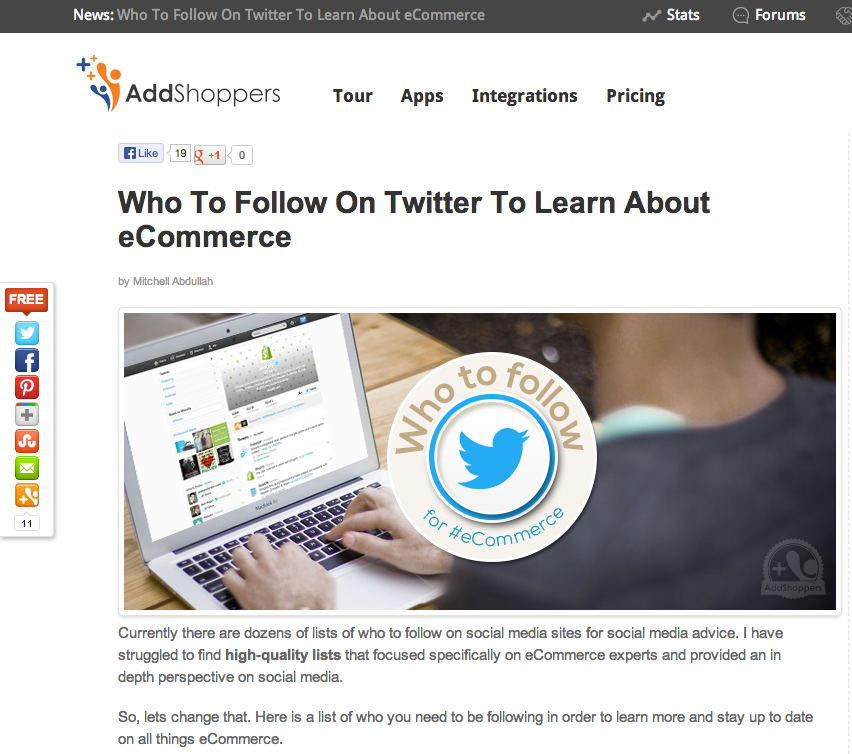 News: Who To Follow On Twitter To Learn About eCommerce
Stats
Forums
AddShoppers
Tour
Apps
Integrations
Pricing
Like
19
+1
0
Who To Follow On Twitter To Learn About
eCommerce
by Mitchell Abdullah
FREE
11
Who to follow
for #eCommerce
MacBook Air
AddShoppers
Currently there are dozens of lists of who to follow on social media sites for social media advice. I have
struggled to find high-quality lists that focused specifically on eCommerce experts and provided an in
depth perspective on social media.
So, lets change that. Here is a list of who you need to be following in order to learn more and stay up to date
on all things eCommerce.